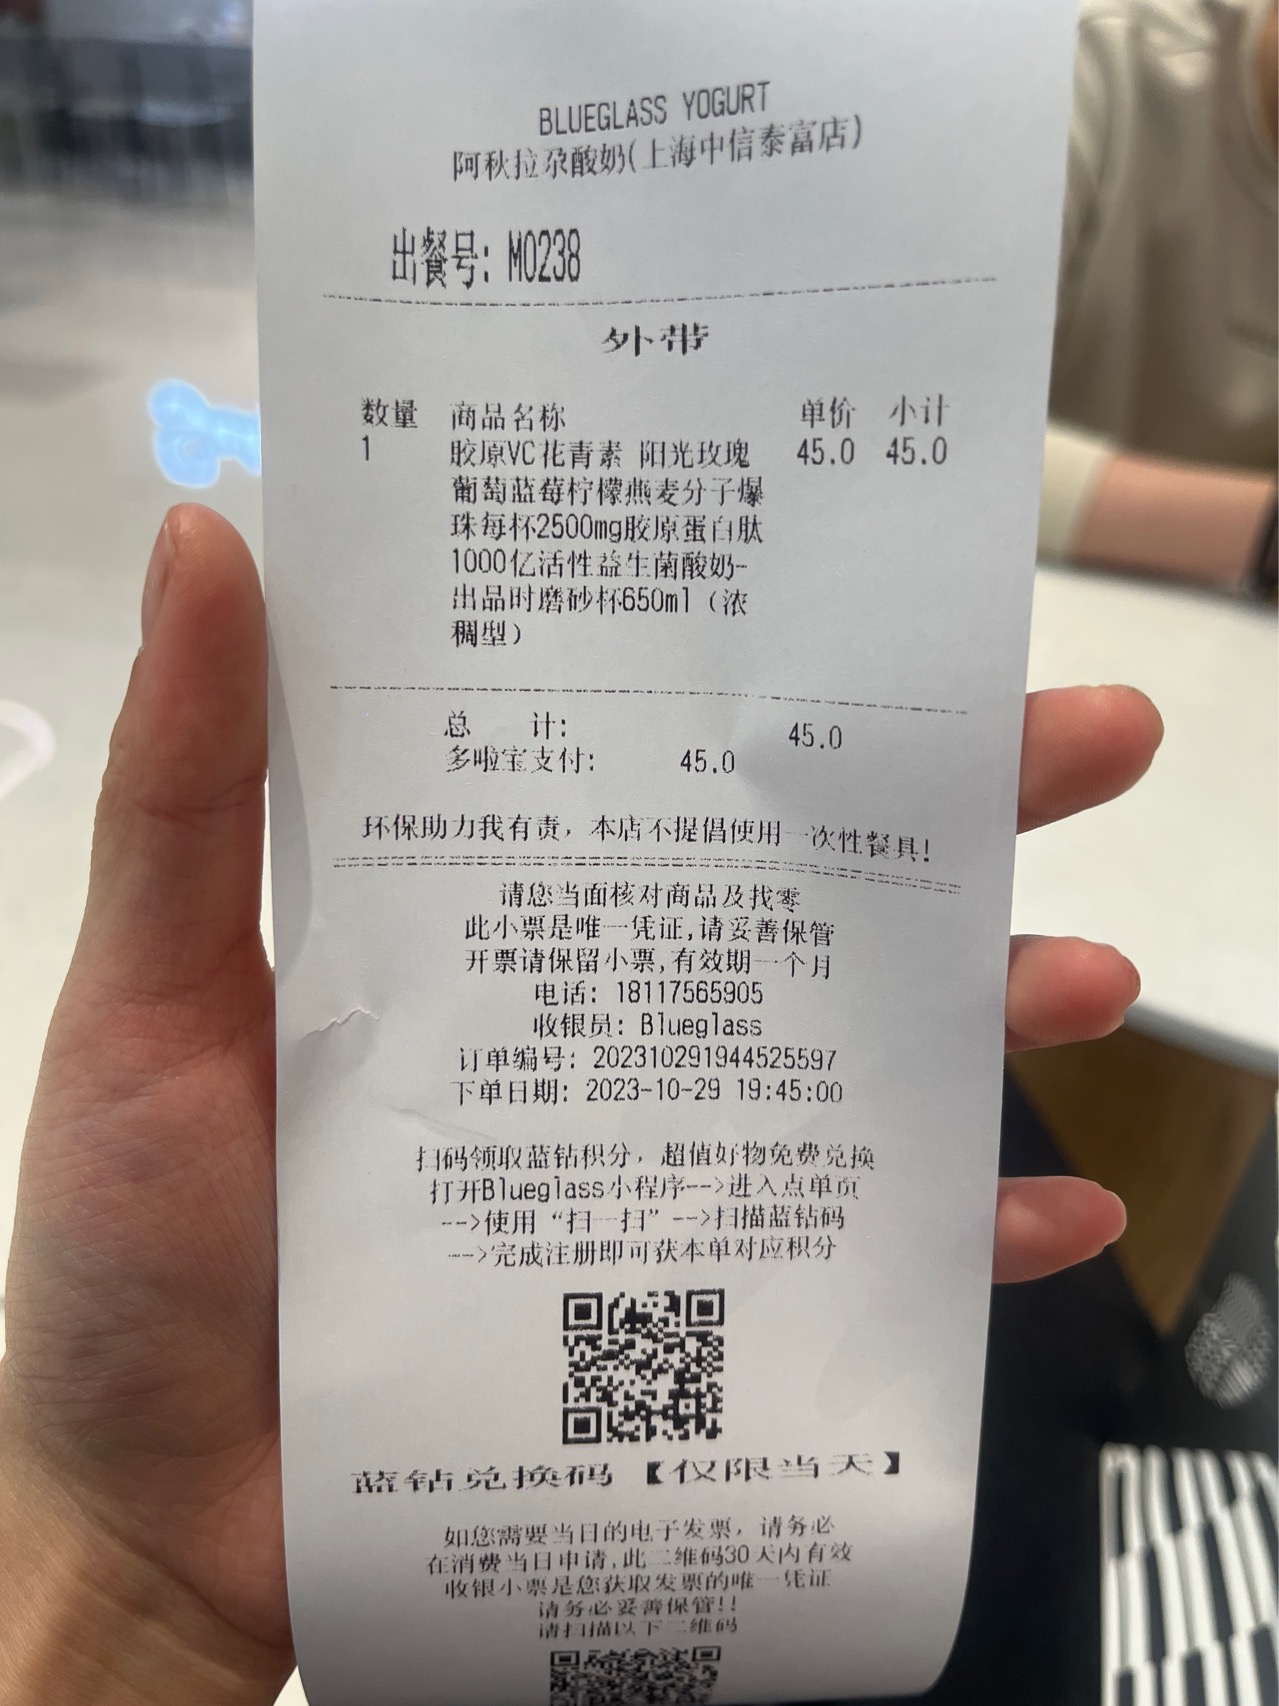 BLUEGLASS YOGURT
阿秋拉尕酸奶(上海中信泰富店)
出餐号: M0238
外带
数量 商品名称 单价 小计
1 胶原VC花青素 阳光玫瑰 45.0 45.0
葡萄蓝莓柠檬燕麦分子爆
珠每杯2500mg胶原蛋白肽
1000亿活性益生菌酸奶-
出品时磨砂杯650ml（浓
稠型）
总 计: 45.0
多啦宝支付: 45.0
环保助力我有责，本店不提倡使用一次性餐具!
请您当面核对商品及找零
此小票是唯一凭证,请妥善保管
开票请保留小票,有效期一个月
电话: 18117565905
收银员: Blueglass
订单编号: 202310291944525597
下单日期: 2023-10-29 19:45:00
扫码领取蓝钻积分，超值好物免费兑换
打开Blueglass小程序-->进入点单页
-->使用“扫一扫”-->扫描蓝钻码
-->完成注册即可获本单对应积分
蓝钻兑换码【仅限当天】
如您需要当日的电子发票，请务必
在消费当日申请,此二维码30天内有效
收银小票是您获取发票的唯一凭证
请务必妥善保管!!
请扫描以下二维码